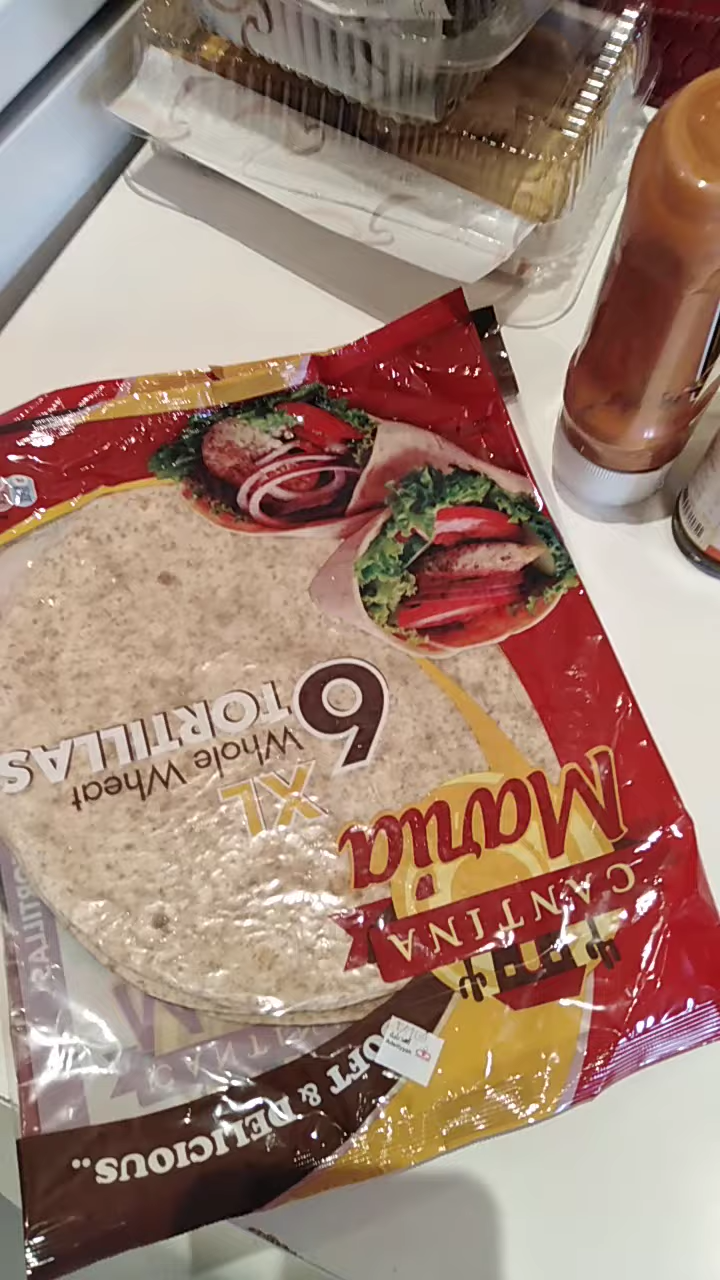 CANTINA
Maria
XL
Whole Wheat
6 TORTILLAS
SOFT & DELICIOUS..